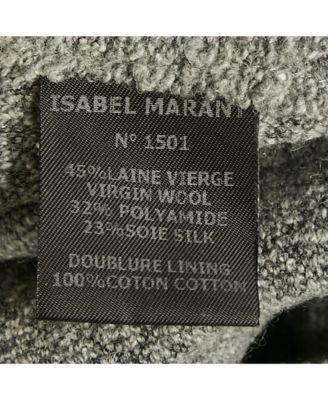 ISABEL MARANT
N° 1501
45%LAINE VIERGE
VIRGIN WOOL
32% POLYAMIDE
23%SOIE SILK
DOUBLURE LINING
100%COTON COTTON